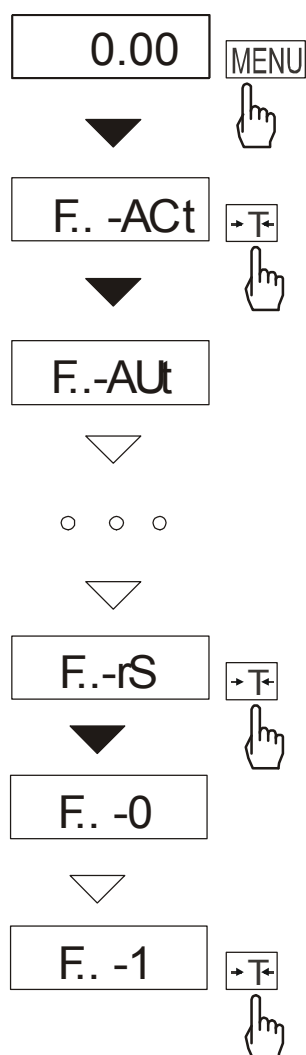 0.00 MENU
F.. -ACt →T←
F..-AUt
F..-rS →T←
F.. -0
F.. -1 →T←